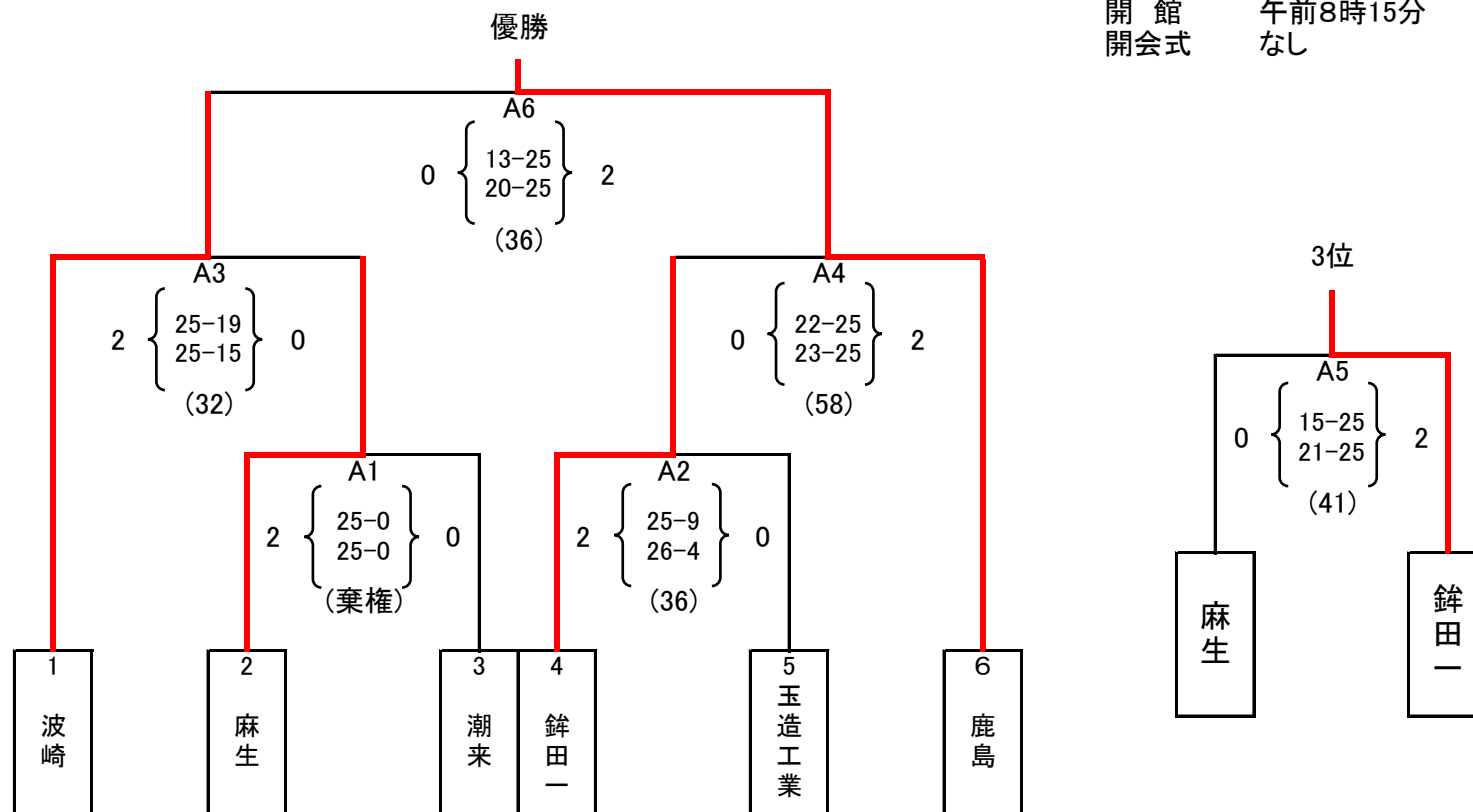 開 館 午前8時15分
開会式 なし
優勝
A6
0 13-25 2
20-25
(36)
A3
2 25-19 0
25-15
(32)
A4
0 22-25 2
23-25
(58)
A1
2 25-0 0
25-0
(棄権)
A2
2 25-9 0
26-4
(36)
1
波崎
2
麻生
3
潮来
4
鉾田一
5
玉造工業
6
鹿島
3位
A5
0 15-25 2
21-25
(41)
麻生
鉾田一